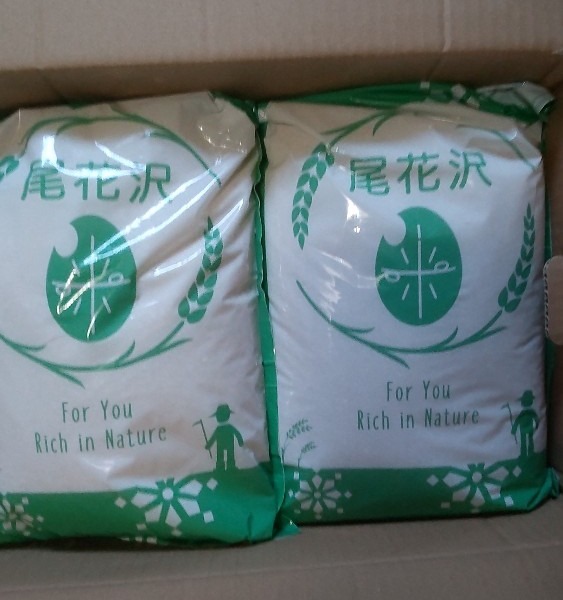 尾花沢
For You
Rich in Nature
尾花沢
For You
Rich in Nature